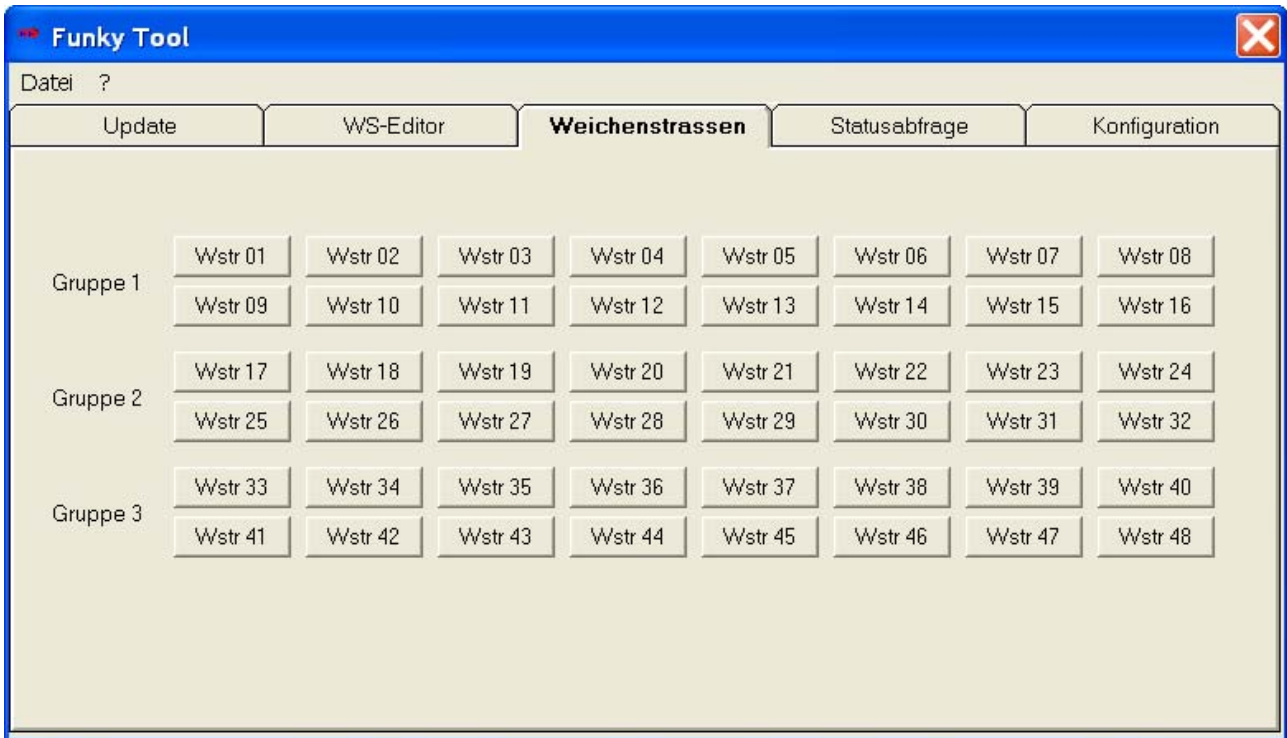 Funky Tool
Datei ?
Update WS-Editor Weichenstrassen Statusabfrage Konfiguration
Gruppe 1
Wstr 01 Wstr 02 Wstr 03 Wstr 04 Wstr 05 Wstr 06 Wstr 07 Wstr 08
Wstr 09 Wstr 10 Wstr 11 Wstr 12 Wstr 13 Wstr 14 Wstr 15 Wstr 16
Gruppe 2
Wstr 17 Wstr 18 Wstr 19 Wstr 20 Wstr 21 Wstr 22 Wstr 23 Wstr 24
Wstr 25 Wstr 26 Wstr 27 Wstr 28 Wstr 29 Wstr 30 Wstr 31 Wstr 32
Gruppe 3
Wstr 33 Wstr 34 Wstr 35 Wstr 36 Wstr 37 Wstr 38 Wstr 39 Wstr 40
Wstr 41 Wstr 42 Wstr 43 Wstr 44 Wstr 45 Wstr 46 Wstr 47 Wstr 48